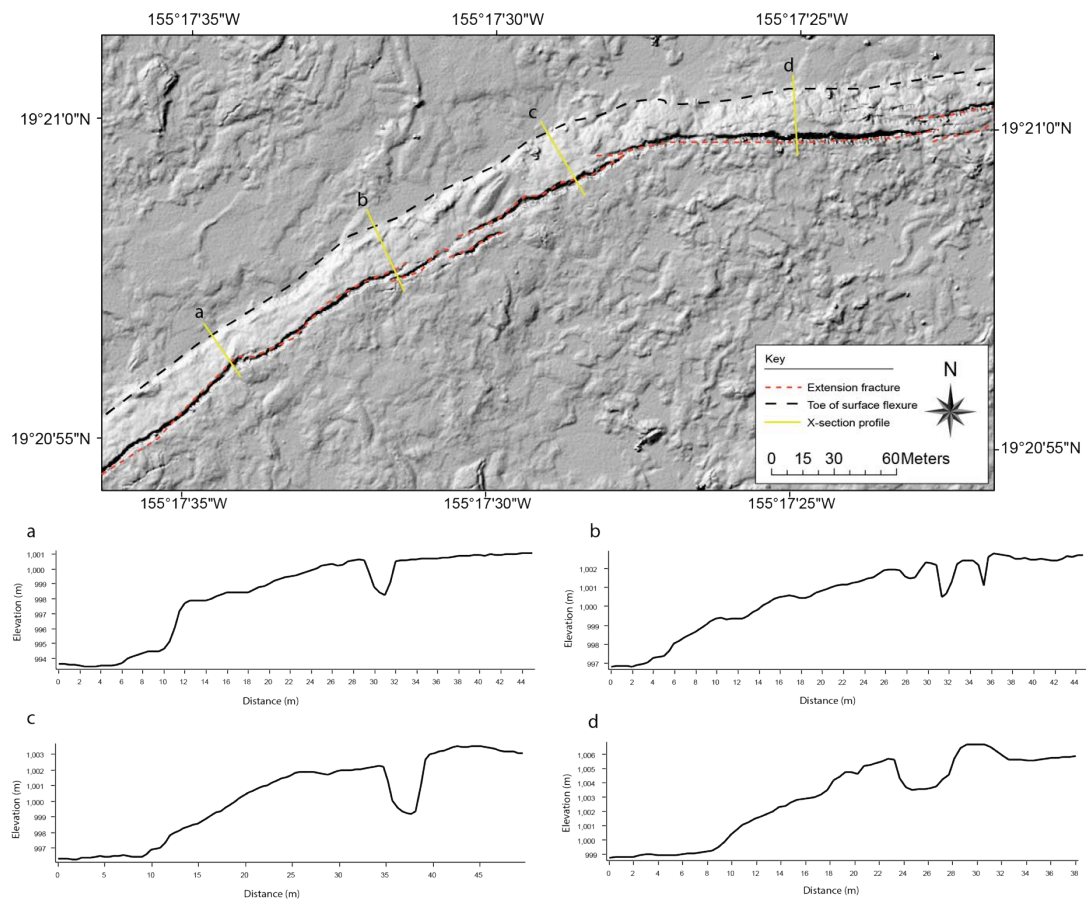 155°17'35"W 155°17'30"W 155°17'25"W
d
19°21'0"N
c
19°21'0"N
b
a
Key
N
Extension fracture
Toe of surface flexure
X-section profile
0 15 30 60 Meters
19°20'55"N
19°20'55"N
155°17'35"W 155°17'30"W 155°17'25"W
a
Elevation (m)
1,001
1,000
999
998
997
996
995
994
0 2 4 6 8 10 12 14 16 18 20 22 24 26 28 30 32 34 36 38 40 42 44
Distance (m)
b
Elevation (m)
1,002
1,001
1,000
999
998
997
0 2 4 6 8 10 12 14 16 18 20 22 24 26 28 30 32 34 36 38 40 42 44
Distance (m)
c
Elevation (m)
1,003
1,002
1,001
1,000
999
998
997
0 5 10 15 20 25 30 35 40 45
Distance (m)
d
Elevation (m)
1,006
1,005
1,004
1,003
1,002
1,001
1,000
999
0 2 4 6 8 10 12 14 16 18 20 22 24 26 28 30 32 34 36 38
Distance (m)